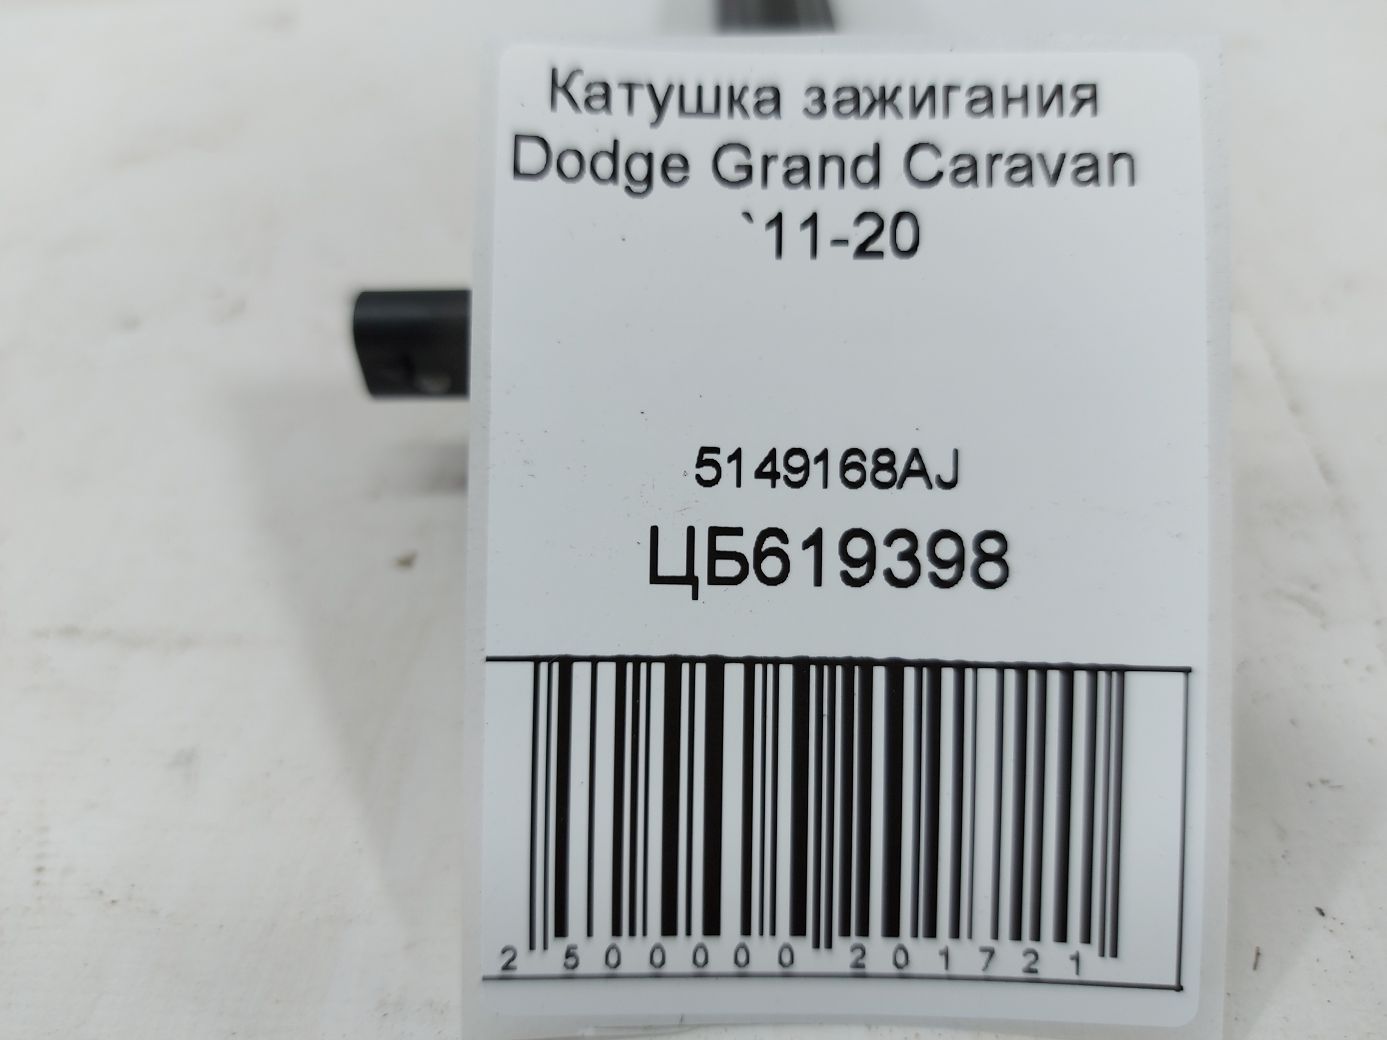 Катушка зажигания
Dodge Grand Caravan
`11-20
5149168AJ
ЦБ619398
2 500000 201721